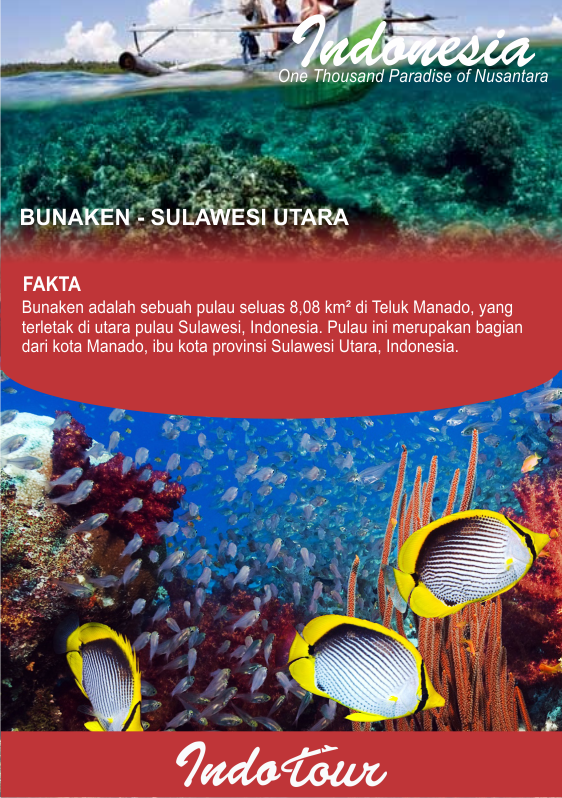 Indonesia
One Thousand Paradise of Nusantara
BUNAKEN - SULAWESI UTARA
FAKTA
Bunaken adalah sebuah pulau seluas 8,08 km² di Teluk Manado, yang
terletak di utara pulau Sulawesi, Indonesia. Pulau ini merupakan bagian
dari kota Manado, ibu kota provinsi Sulawesi Utara, Indonesia.
Indotour